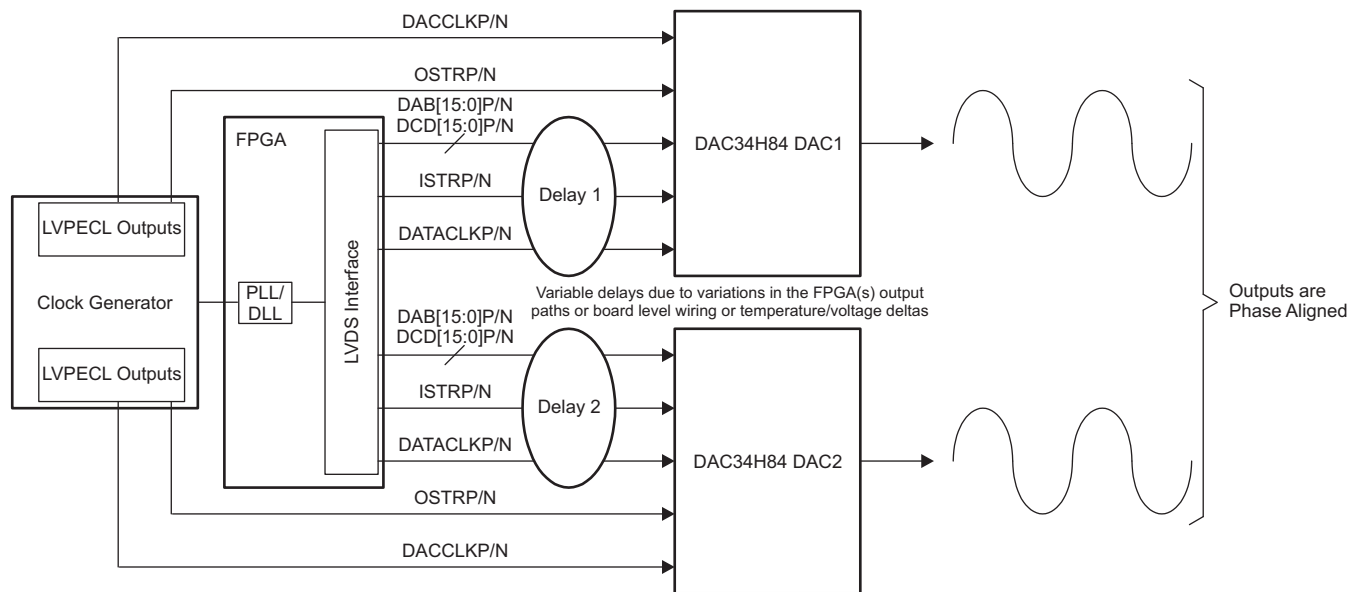 DACCLKP/N
OSTRP/N
DAB[15:0]P/N
DCD[15:0]P/N
FPGA
DAC34H84 DAC1
ISTRP/N
Delay 1
LVPECL Outputs
DATACLKP/N
Clock Generator
PLL/
DLL
LVDS Interface
Variable delays due to variations in the FPGA(s) output
paths or board level wiring or temperature/voltage deltas
Outputs are
Phase Aligned
DAB[15:0]P/N
DCD[15:0]P/N
LVPECL Outputs
ISTRP/N
Delay 2
DATACLKP/N
DAC34H84 DAC2
OSTRP/N
DACCLKP/N